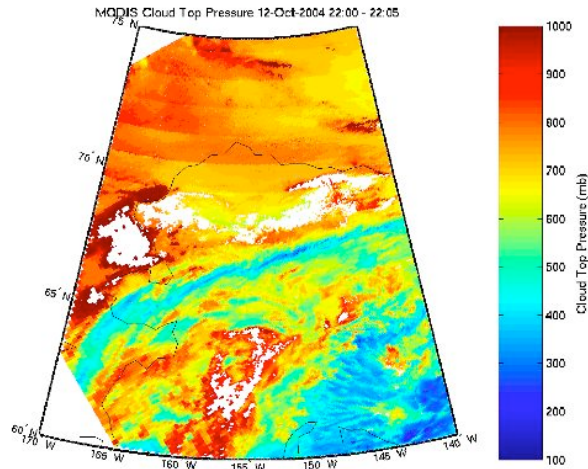 MODIS Cloud Top Pressure 12-Oct-2004 22:00 - 22:05
75° N
70° N
65° N
60° N
170° W
165° W
160° W
155° W
150° W
145° W
140° W
1000
900
800
700
600
500
400
300
200
100
Cloud Top Pressure (mb)